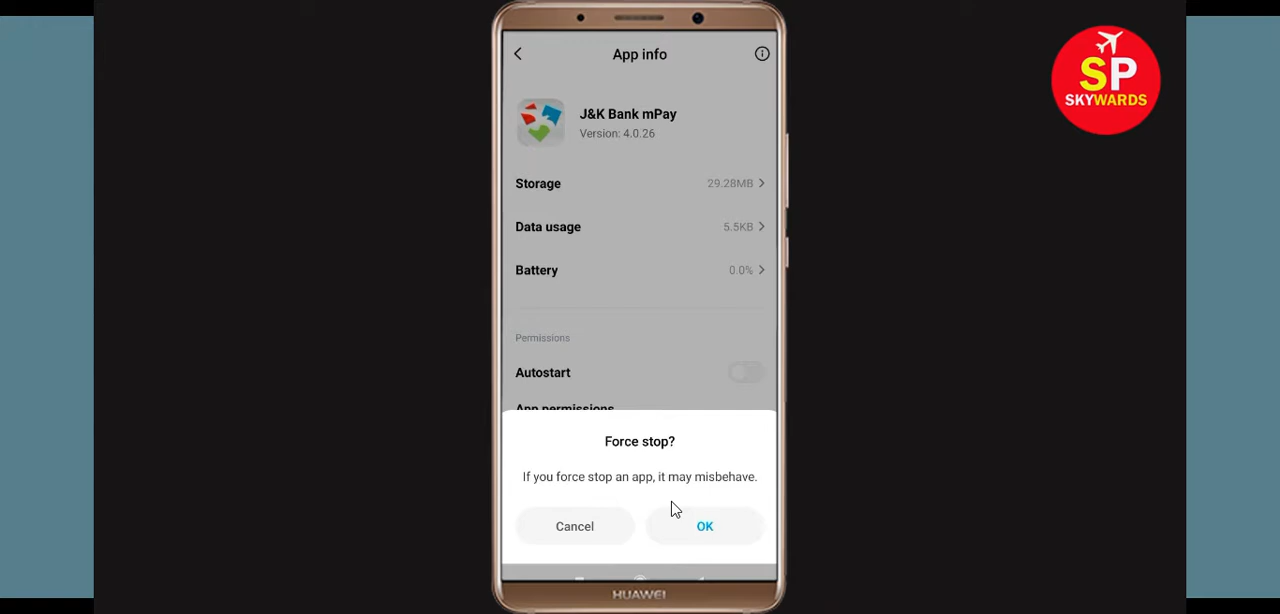 App info
SP
SKYWARDS
J&K Bank mPay
Version: 4.0.26
Storage 29.28MB
Data usage 5.5KB
Battery 0.0%
Permissions
Autostart
App permissions
Force stop?
If you force stop an app, it may misbehave.
Cancel OK
HUAWEI